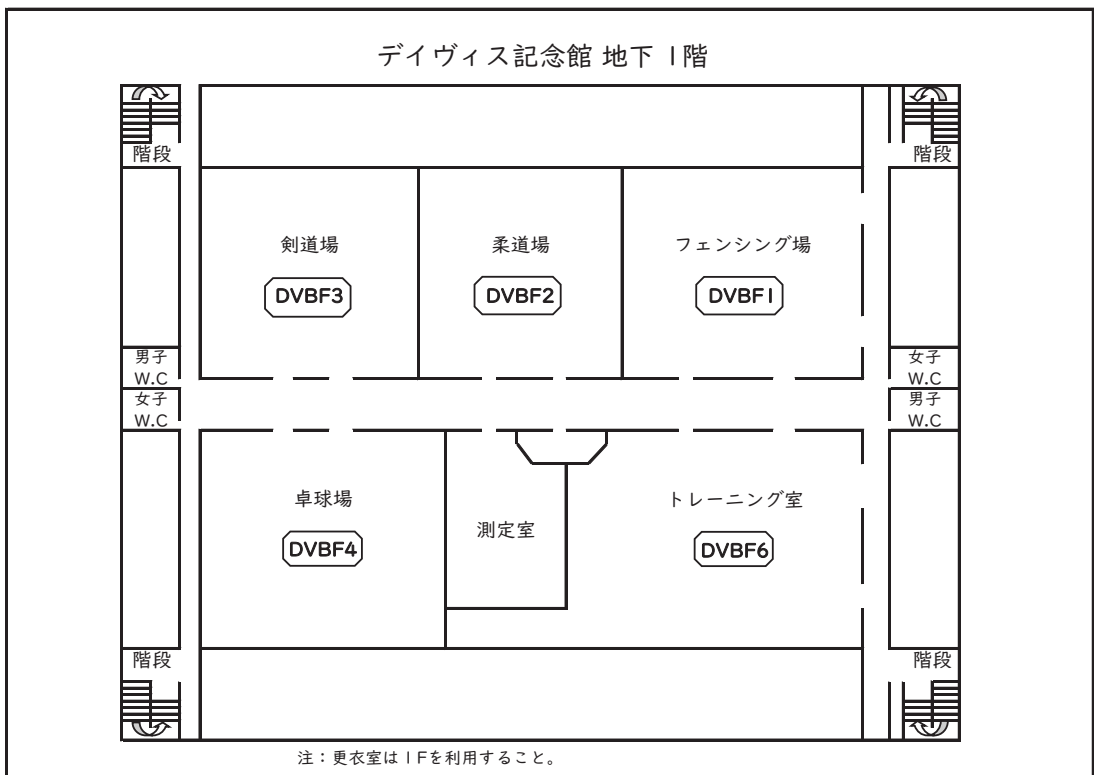 デイヴィス記念館 地下 1階
階段
階段
剣道場
柔道場
フェンシング場
DVBF3
DVBF2
DVBF1
男子
W.C
女子
W.C
女子
W.C
男子
W.C
卓球場
測定室
トレーニング室
DVBF4
DVBF6
階段
階段
注：更衣室は1Fを利用すること。